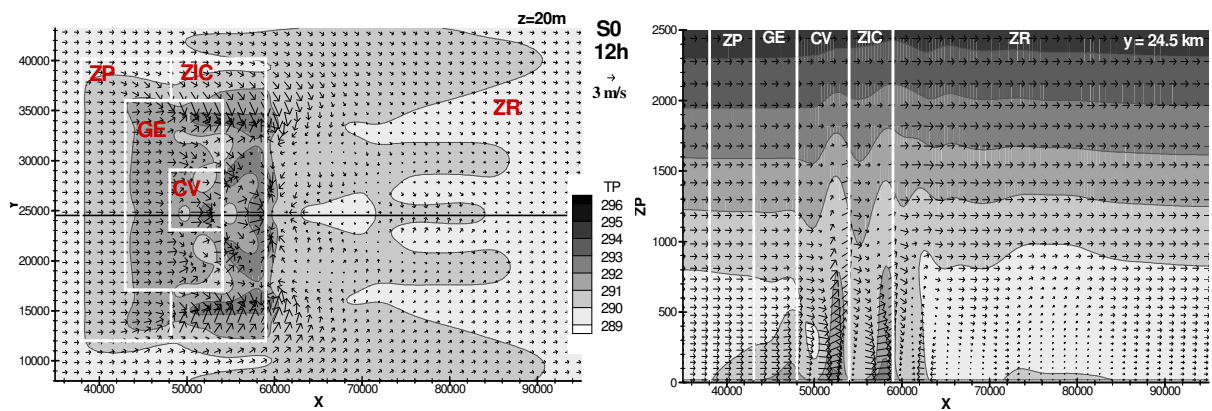 z=20m
S0
12h
3 m/s
ZP
ZIC
GE
CV
ZR
Y
40000
35000
30000
25000
20000
15000
10000
40000 50000 60000 70000 80000 90000
X
TP
296
295
294
293
292
291
290
289
ZP GE CV ZIC ZR y = 24.5 km
ZP
2500
2000
1500
1000
500
0
40000 50000 60000 70000 80000 90000
X